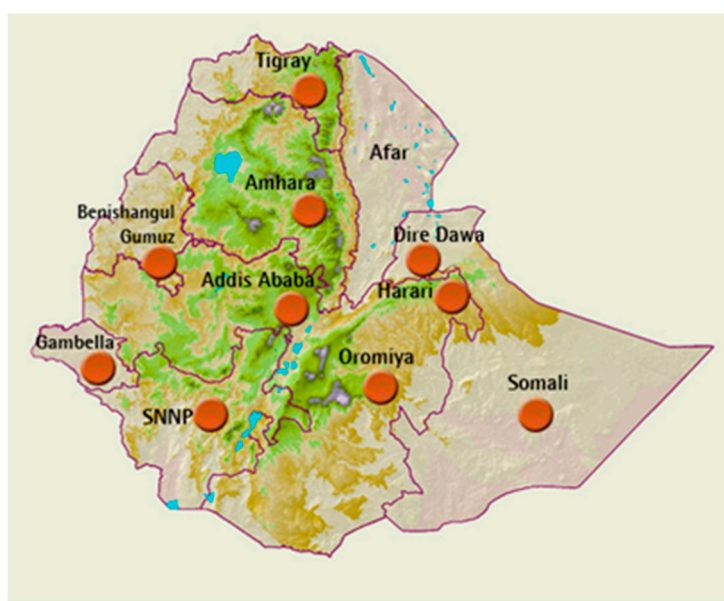 Tigray
Afar
Amhara
Benishangul
Gumuz
Dire Dawa
Addis Ababa
Harari
Gambella
Oromiya
Somali
SNNP